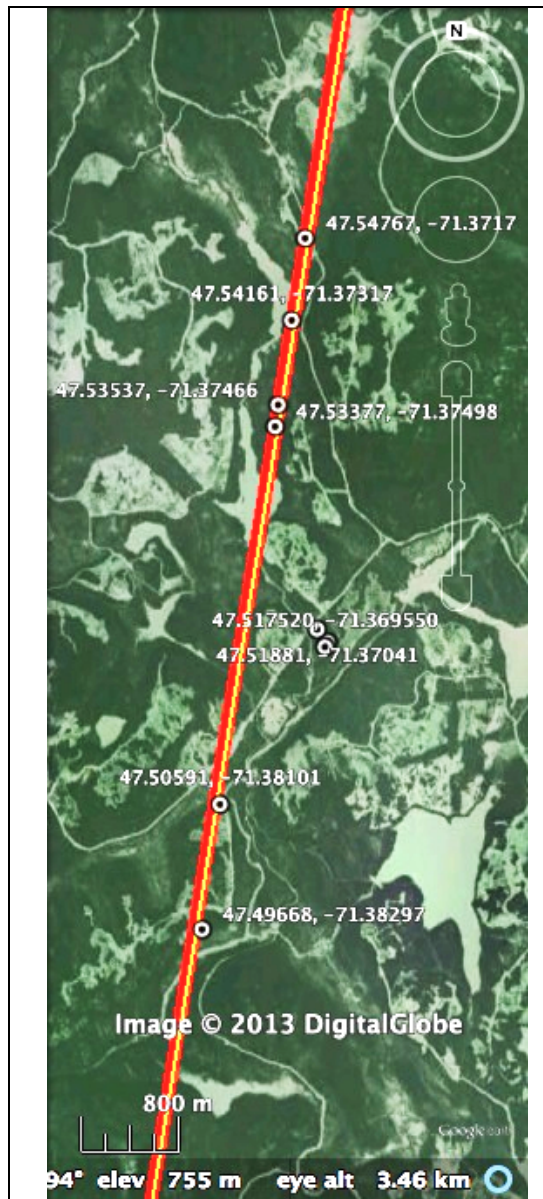 N
47.54767, -71.3717
47.54161, -71.37317
47.53537, -71.37466
47.53377, -71.37498
47.517520, -71.369550
47.51881, -71.37041
47.50591, -71.38101
47.49668, -71.38297
Image © 2013 DigitalGlobe
800 m
Google earth
94° elev 755 m eye alt 3.46 km